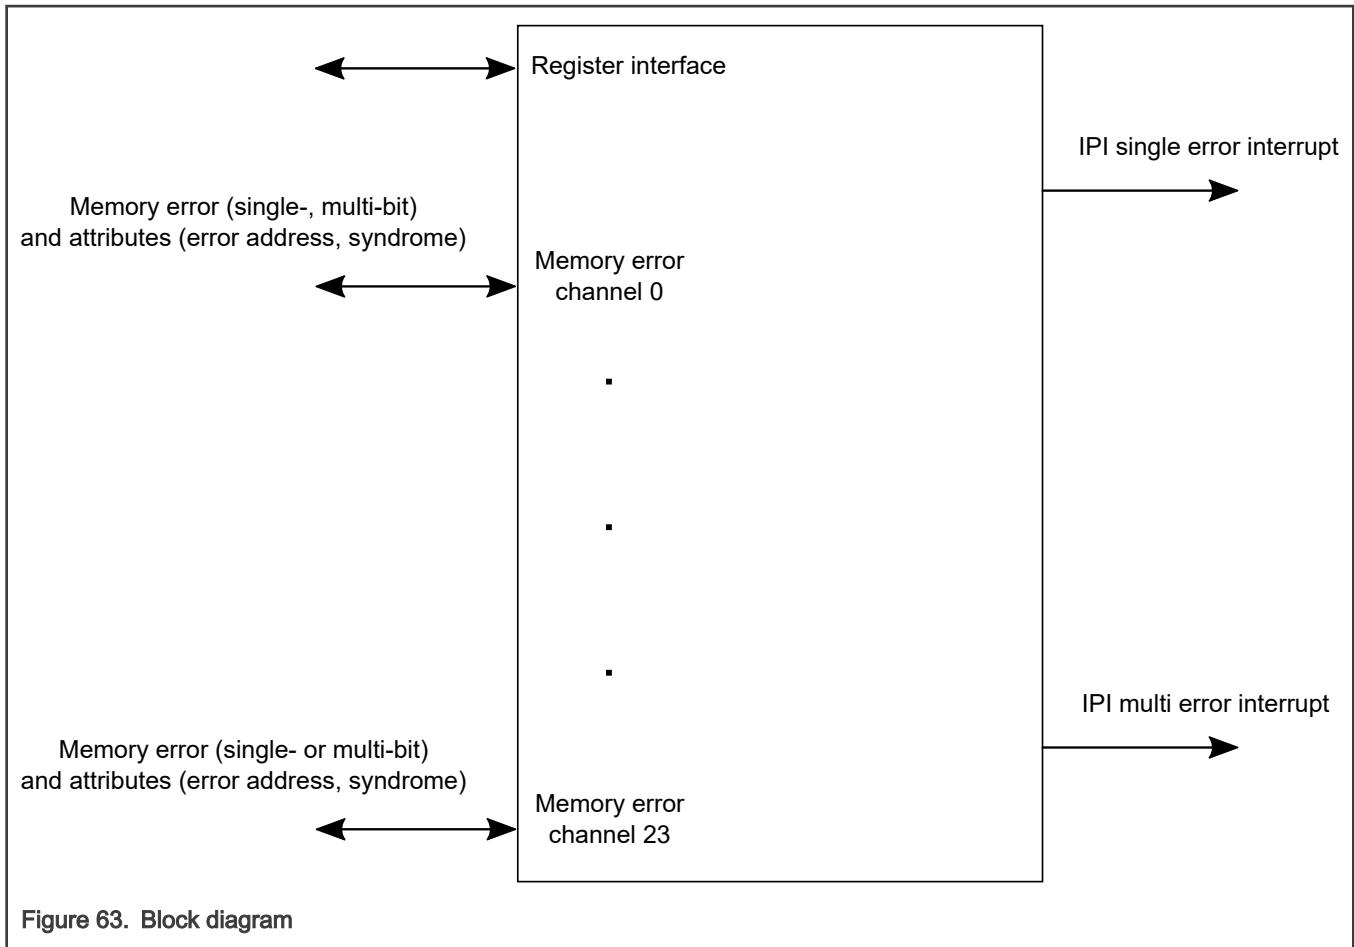 Register interface
IPI single error interrupt
Memory error (single-, multi-bit)
and attributes (error address, syndrome)
Memory error
channel 0
IPI multi error interrupt
Memory error (single- or multi-bit)
and attributes (error address, syndrome)
Memory error
channel 23
Figure 63. Block diagram